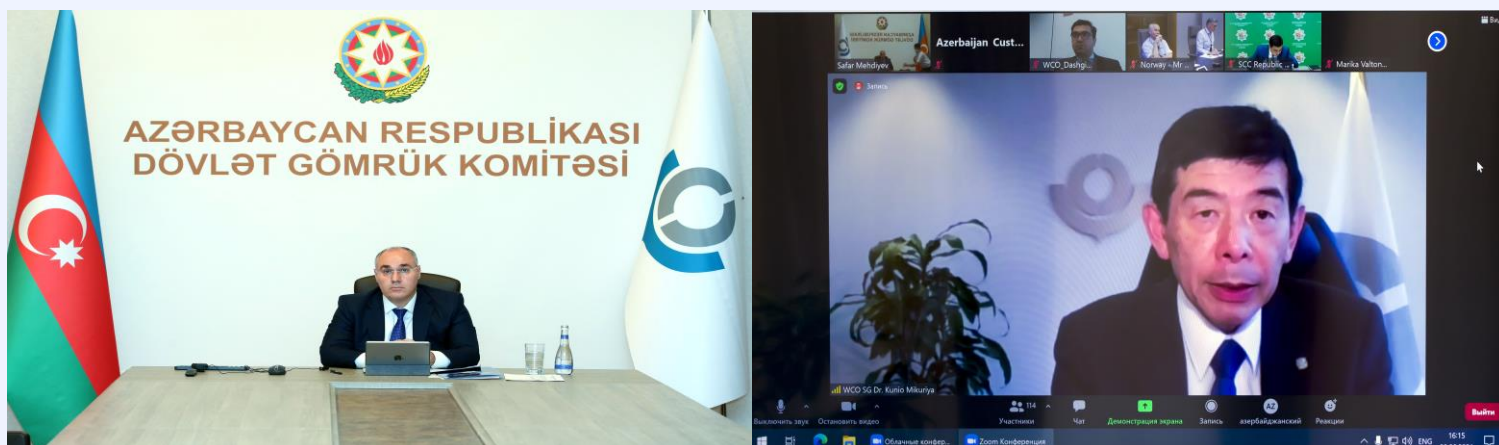 AZƏRBAYCAN RESPUBLİKASI
DÖVLƏT GÖMRÜK KOMİTƏSİ
Safar Mehdiyev
Azerbaijan Cust...
WCO_Dashgi...
Norway - Mr ...
SCC Republic ...
Marika Valton...
Запись
WCO SG Dr. Kunio Mikuriya
Выключить звук
Остановить видео
114
Участники
Чат
Демонстрация экрана
Запись
AZ
азербайджанский
Реакции
Выйти
Облачные конфер...
Zoom Конференция
ENG
16:15